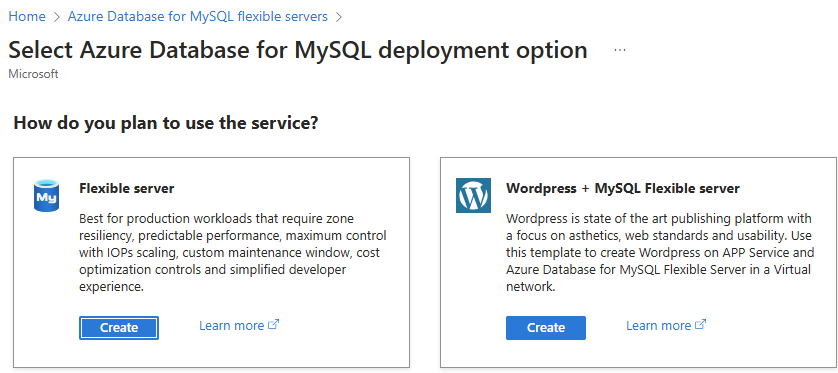 Home > Azure Database for MySQL flexible servers >
Select Azure Database for MySQL deployment option ...
Microsoft
How do you plan to use the service?
My
Flexible server
Best for production workloads that require zone
resiliency, predictable performance, maximum control
with IOPs scaling, custom maintenance window, cost
optimization controls and simplified developer
experience.
Create
Learn more
W
Wordpress + MySQL Flexible server
Wordpress is state of the art publishing platform with
a focus on asthetics, web standards and usability. Use
this template to create Wordpress on APP Service and
Azure Database for MySQL Flexible Server in a Virtual
network.
Create
Learn more